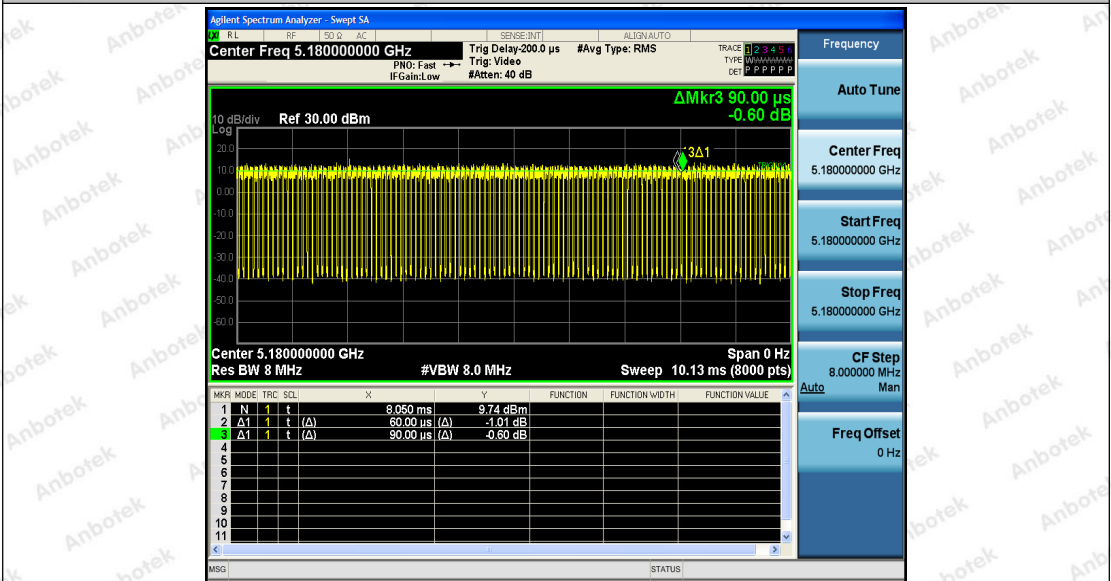 Agilent Spectrum Analyzer - Swept SA
RL RF 50 Ω AC SENSE:INT ALIGNAUTO
Center Freq 5.180000000 GHz
PNO: Fast
IFGain:Low
Trig Delay-200.0 µs #Avg Type: RMS
Trig: Video
#Atten: 40 dB
TRACE 1 2 3 4 5 6
TYPE
DET P P P P P P
ΔMkr3 90.00 µs
-0.60 dB
10 dB/div Ref 30.00 dBm
Log
20.0
10.0
0.00
-10.0
-20.0
-30.0
-40.0
-50.0
-60.0
3Δ1
Center 5.180000000 GHz Span 0 Hz
Res BW 8 MHz #VBW 8.0 MHz Sweep 10.13 ms (8000 pts)
MKR MODE TRC SCL X Y FUNCTION FUNCTION WIDTH FUNCTION VALUE
1 N 1 t 8.050 ms 9.74 dBm
2 Δ1 1 t (Δ) 60.00 µs (Δ) -1.01 dB
3 Δ1 1 t (Δ) 90.00 µs (Δ) -0.60 dB
4
5
6
7
8
9
10
11
MSG STATUS
Frequency
Auto Tune
Center Freq
5.180000000 GHz
Start Freq
5.180000000 GHz
Stop Freq
5.180000000 GHz
CF Step
8.000000 MHz
Auto Man
Freq Offset
0 Hz
Anbotek